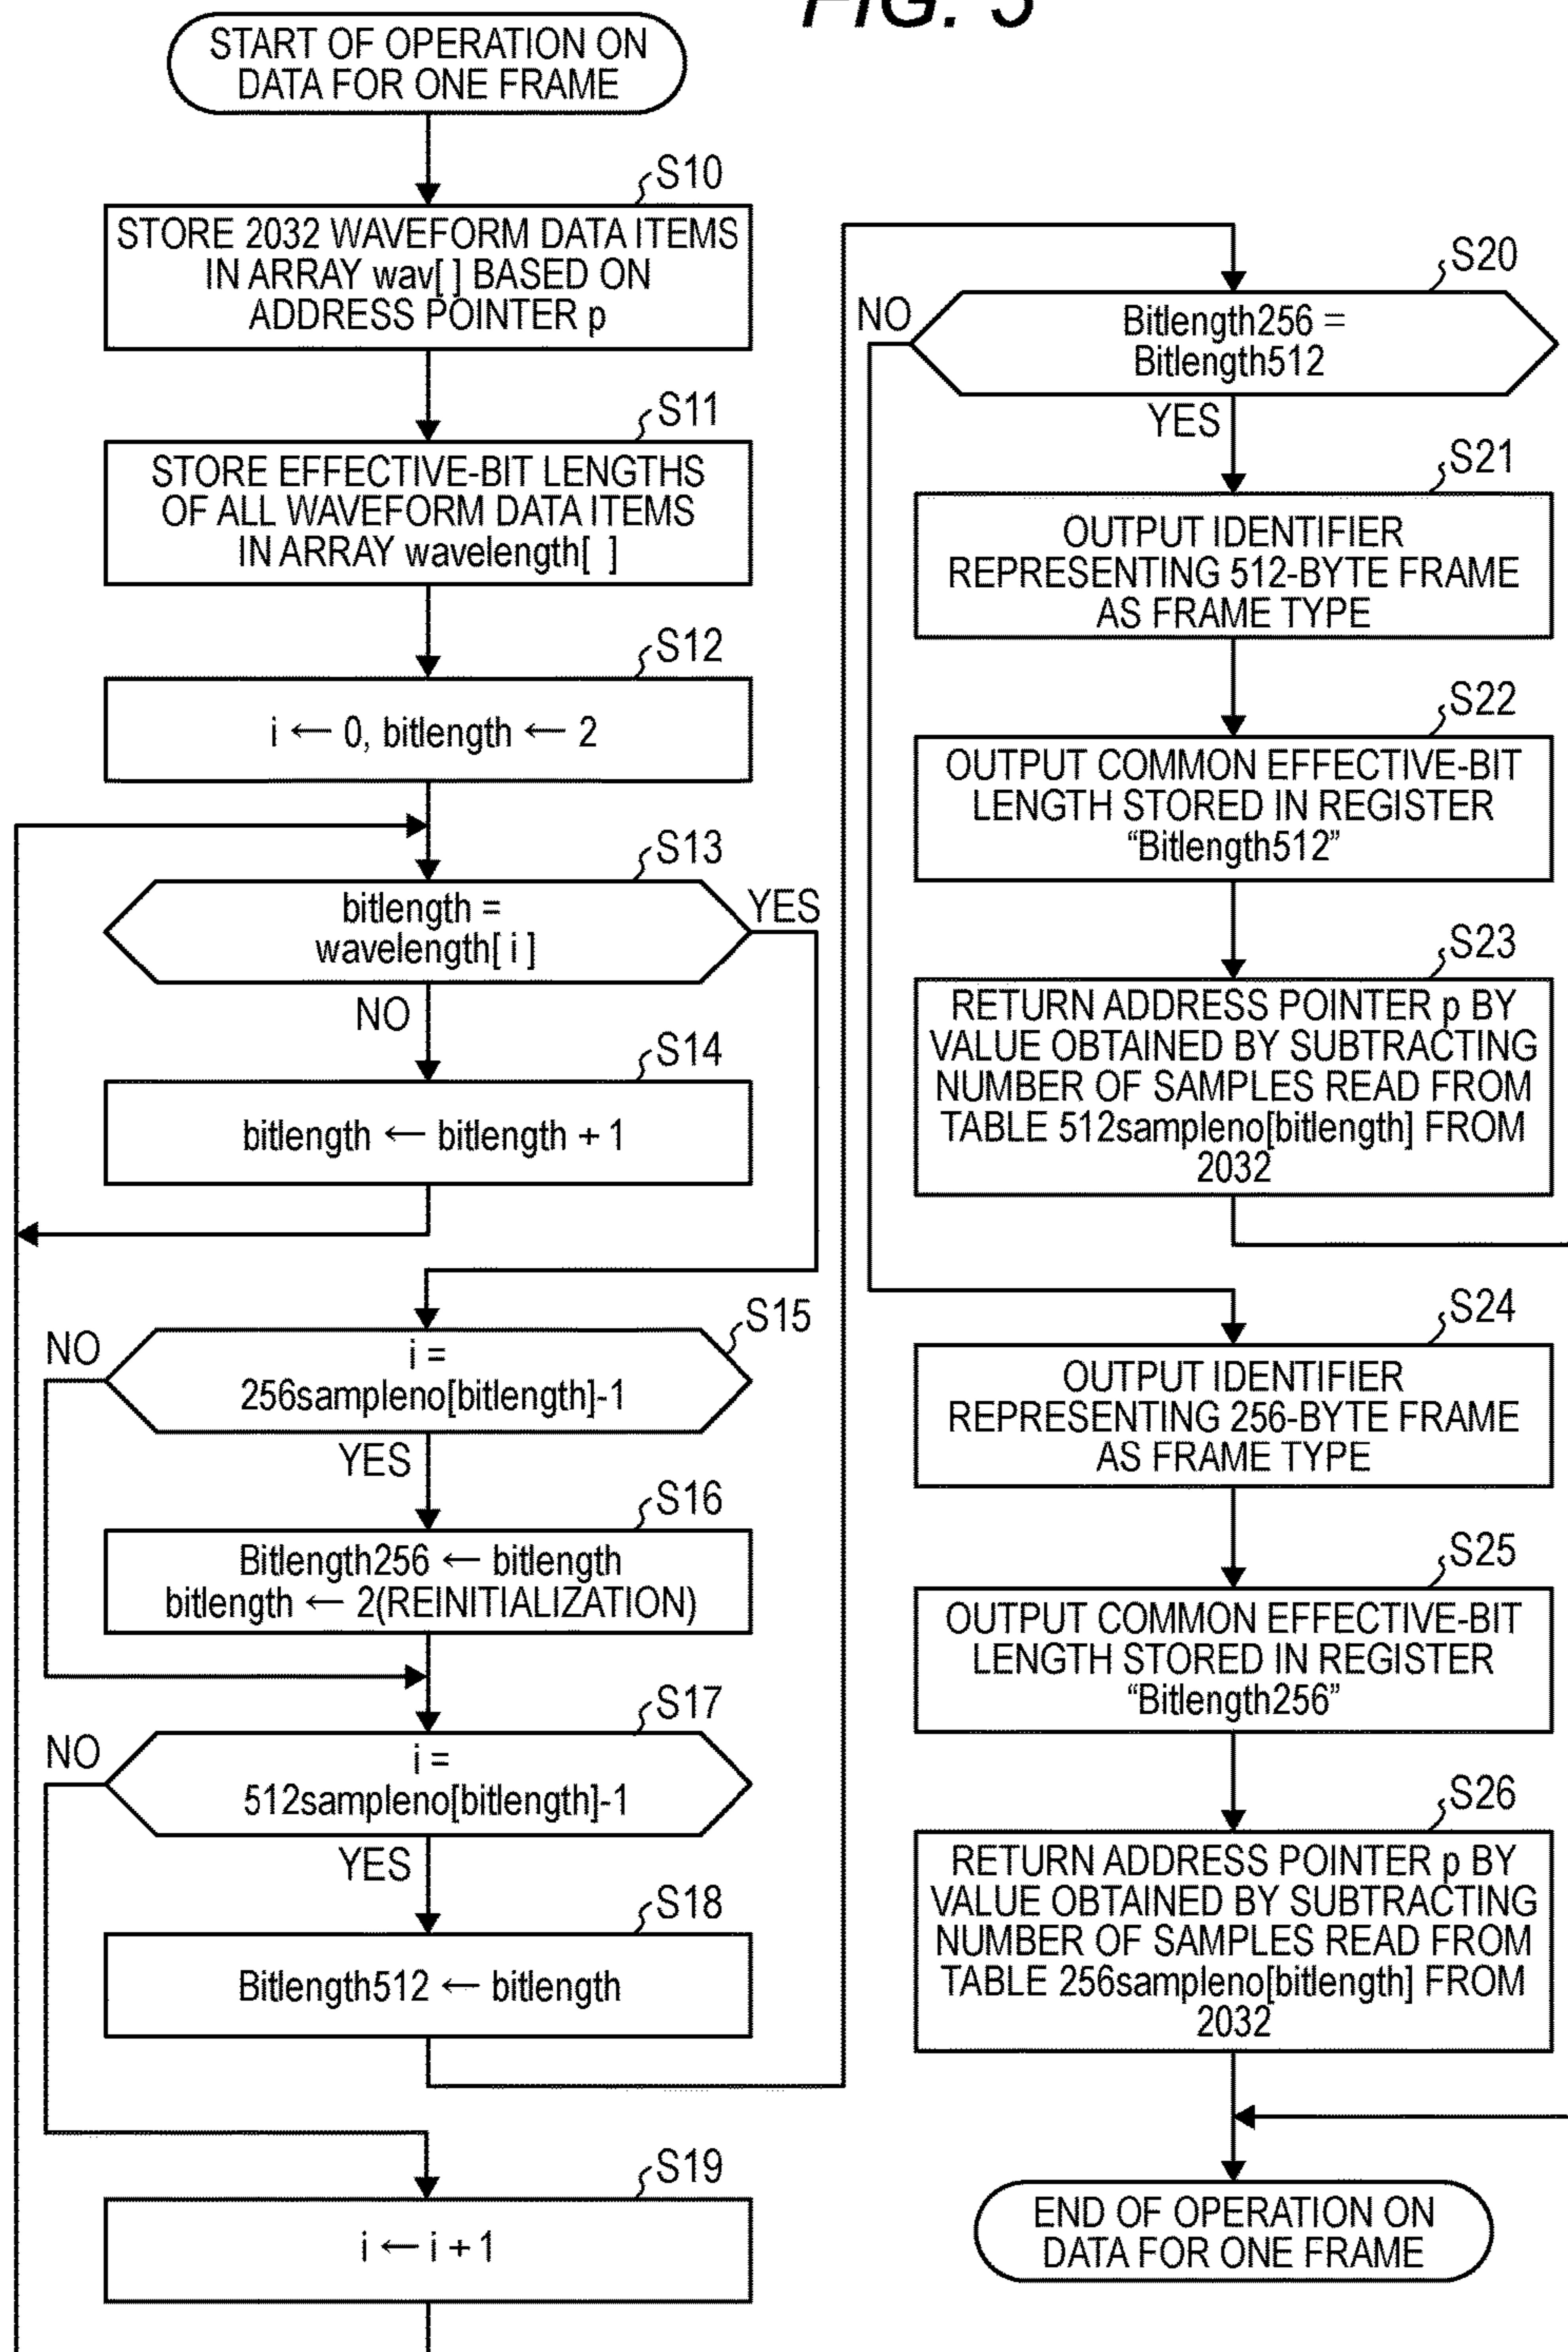 FIG. 5
START OF OPERATION ON
DATA FOR ONE FRAME
S10
STORE 2032 WAVEFORM DATA ITEMS
IN ARRAY wav[ ] BASED ON
ADDRESS POINTER p
S11
STORE EFFECTIVE-BIT LENGTHS
OF ALL WAVEFORM DATA ITEMS
IN ARRAY wavelength[ ]
S12
i ← 0, bitlength ← 2
S13
bitlength =
wavelength[ i ]
YES
NO
S14
bitlength ← bitlength + 1
S15
NO
i =
256sampleno[bitlength]-1
YES
S16
Bitlength256 ← bitlength
bitlength ← 2(REINITIALIZATION)
S17
NO
i =
512sampleno[bitlength]-1
YES
S18
Bitlength512 ← bitlength
S19
i ← i + 1
S20
NO
Bitlength256 =
Bitlength512
YES
S21
OUTPUT IDENTIFIER
REPRESENTING 512-BYTE FRAME
AS FRAME TYPE
S22
OUTPUT COMMON EFFECTIVE-BIT
LENGTH STORED IN REGISTER
“Bitlength512”
S23
RETURN ADDRESS POINTER p BY
VALUE OBTAINED BY SUBTRACTING
NUMBER OF SAMPLES READ FROM
TABLE 512sampleno[bitlength] FROM
2032
S24
OUTPUT IDENTIFIER
REPRESENTING 256-BYTE FRAME
AS FRAME TYPE
S25
OUTPUT COMMON EFFECTIVE-BIT
LENGTH STORED IN REGISTER
“Bitlength256”
S26
RETURN ADDRESS POINTER p BY
VALUE OBTAINED BY SUBTRACTING
NUMBER OF SAMPLES READ FROM
TABLE 256sampleno[bitlength] FROM
2032
END OF OPERATION ON
DATA FOR ONE FRAME